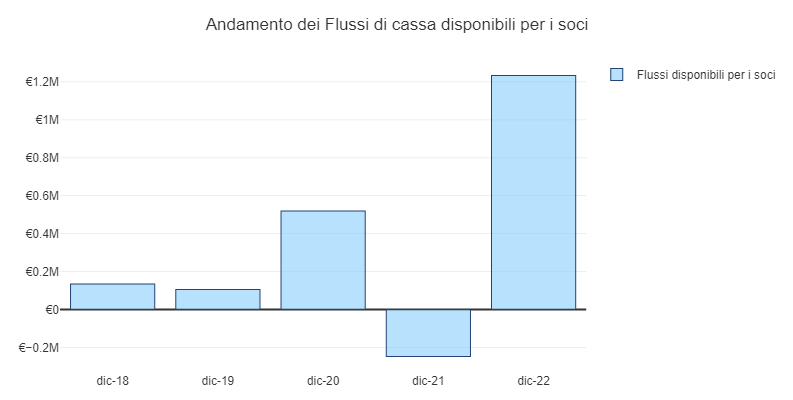 Andamento dei Flussi di cassa disponibili per i soci
Flussi disponibili per i soci
€1.2M
€1M
€0.8M
€0.6M
€0.4M
€0.2M
€0
€−0.2M
dic-18 dic-19 dic-20 dic-21 dic-22